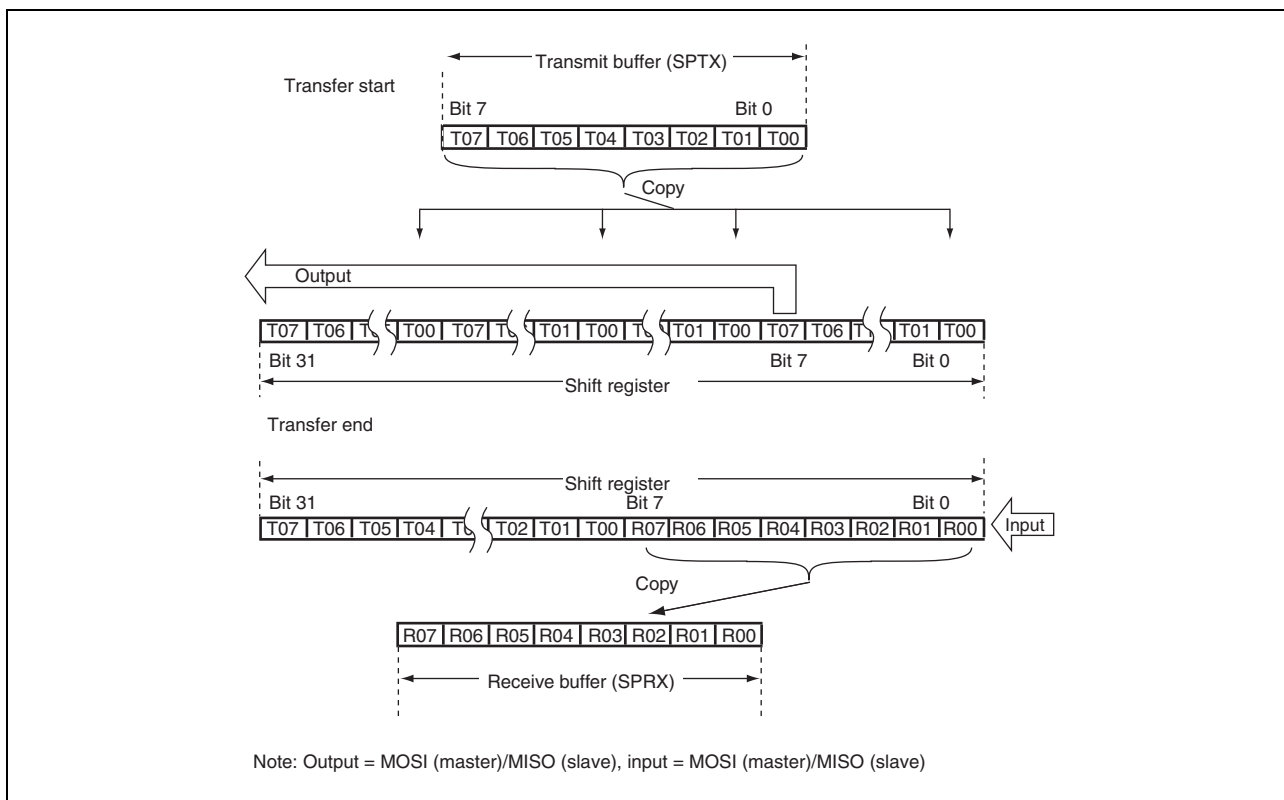 Transmit buffer (SPTX)
Transfer start
Bit 7 Bit 0
T07 T06 T05 T04 T03 T02 T01 T00
Copy
Output
T07 T06 T00 T07 T01 T00 T01 T00 T07 T06 T01 T00
Bit 31 Bit 7 Bit 0
Shift register
Transfer end
Shift register
Bit 31 Bit 7 Bit 0
T07 T06 T05 T04 T02 T01 T00 R07 R06 R05 R04 R03 R02 R01 R00 Input
Copy
R07 R06 R05 R04 R03 R02 R01 R00
Receive buffer (SPRX)
Note: Output = MOSI (master)/MISO (slave), input = MOSI (master)/MISO (slave)